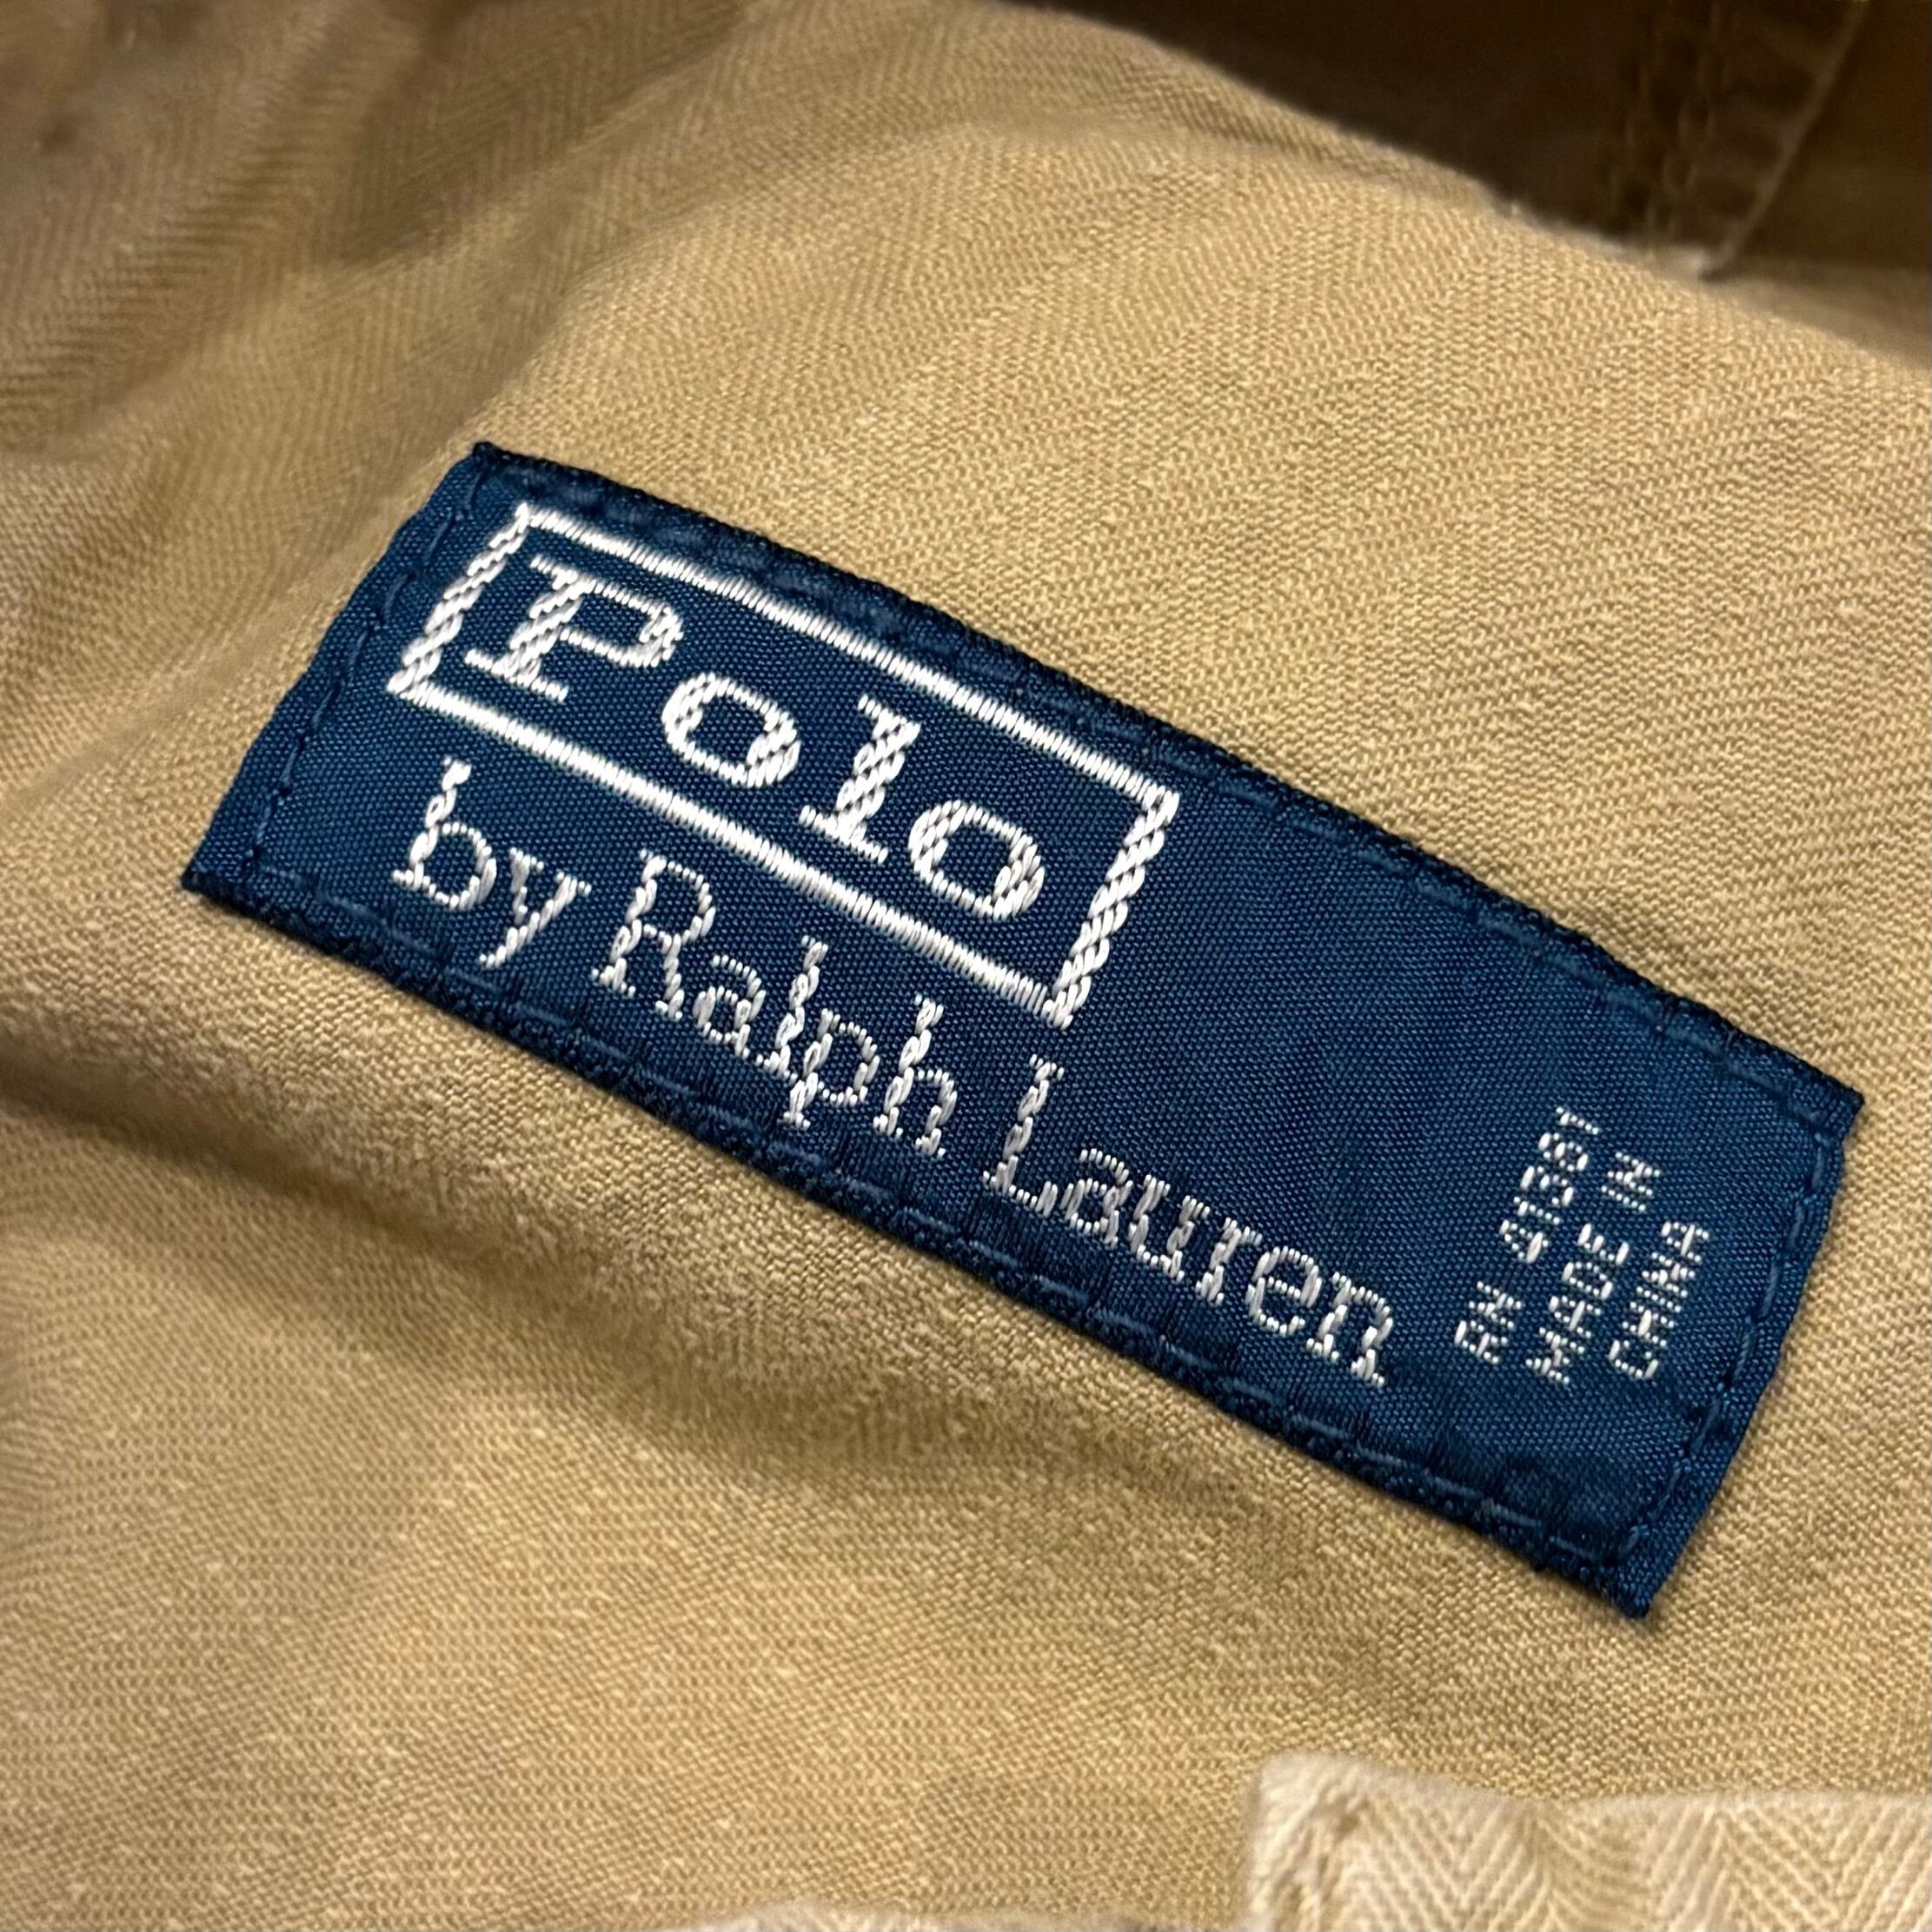 Polo
by Ralph Lauren
RN 41381
MADE IN
CHINA